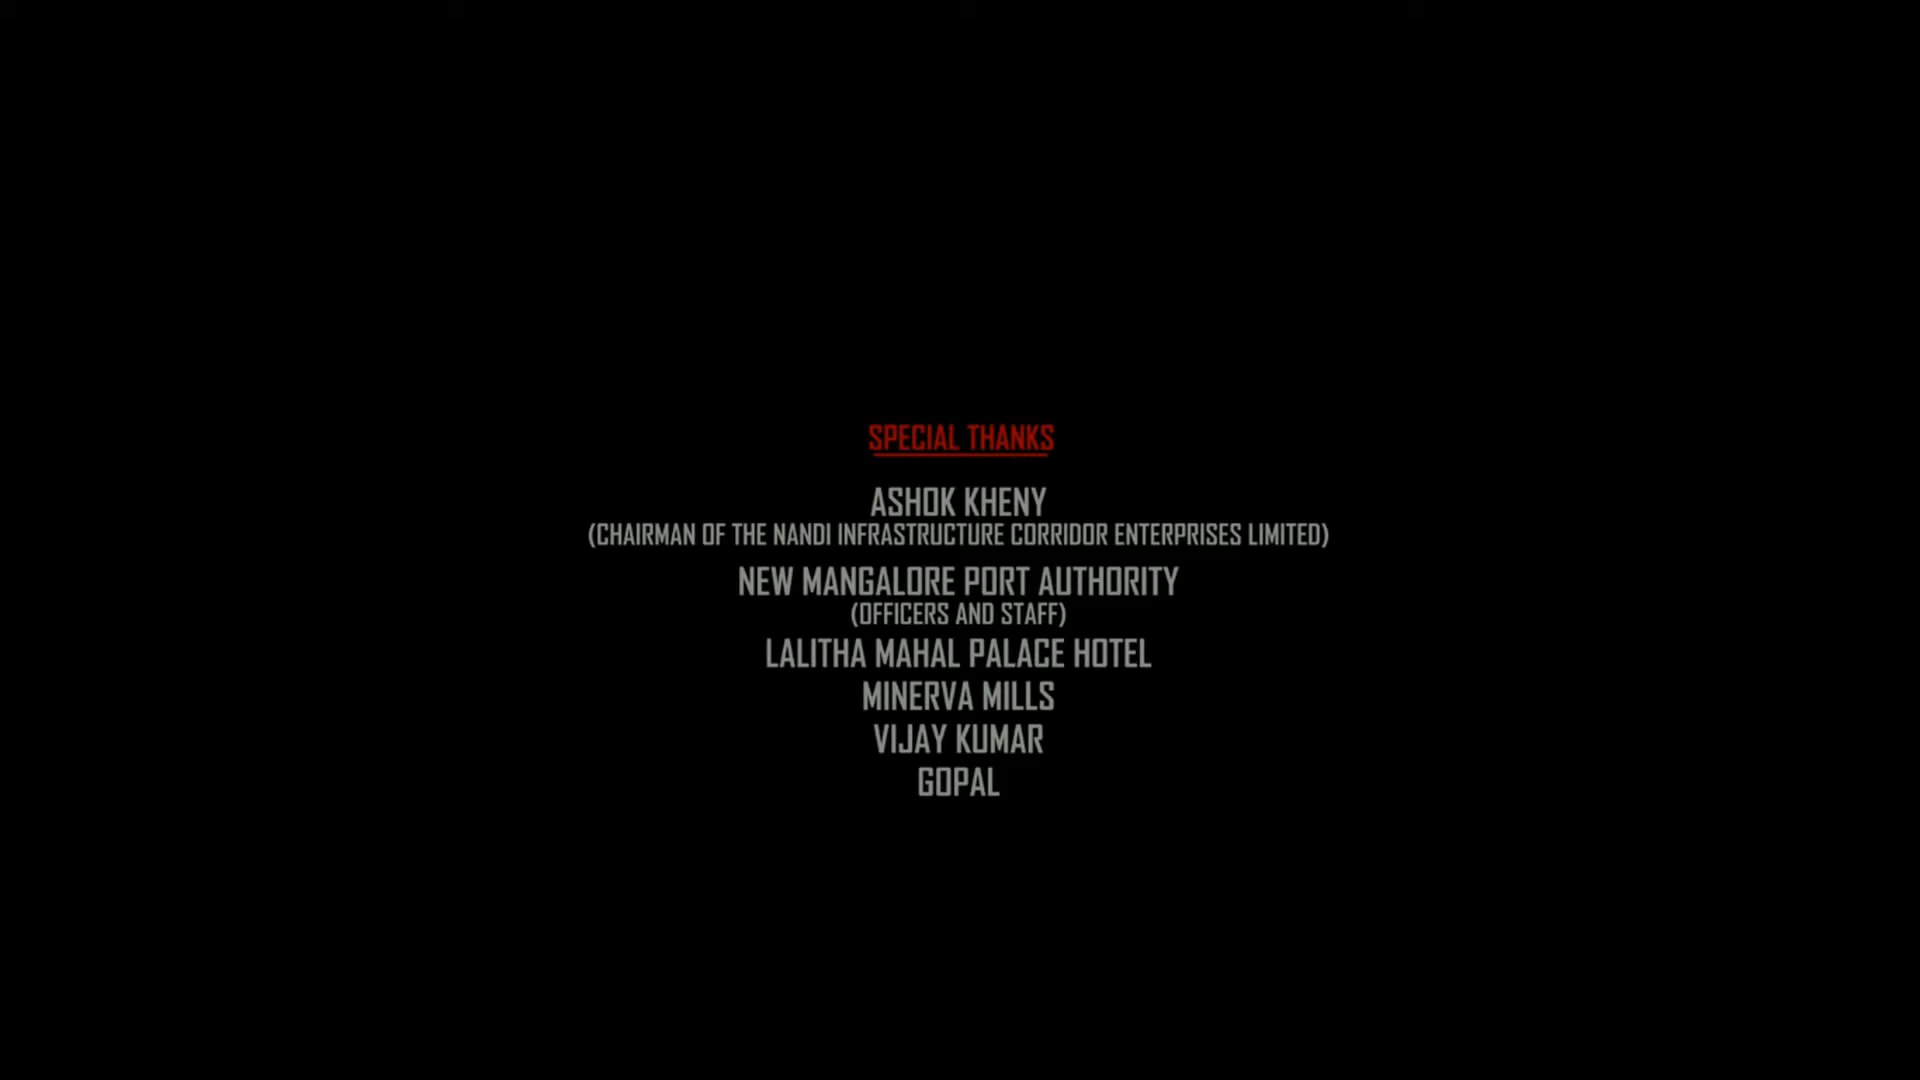 SPECIAL THANKS
ASHOK KHENY
(CHAIRMAN OF THE NANDI INFRASTRUCTURE CORRIDOR ENTERPRISES LIMITED)
NEW MANGALORE PORT AUTHORITY
(OFFICERS AND STAFF)
LALITHA MAHAL PALACE HOTEL
MINERVA MILLS
VIJAY KUMAR
GOPAL